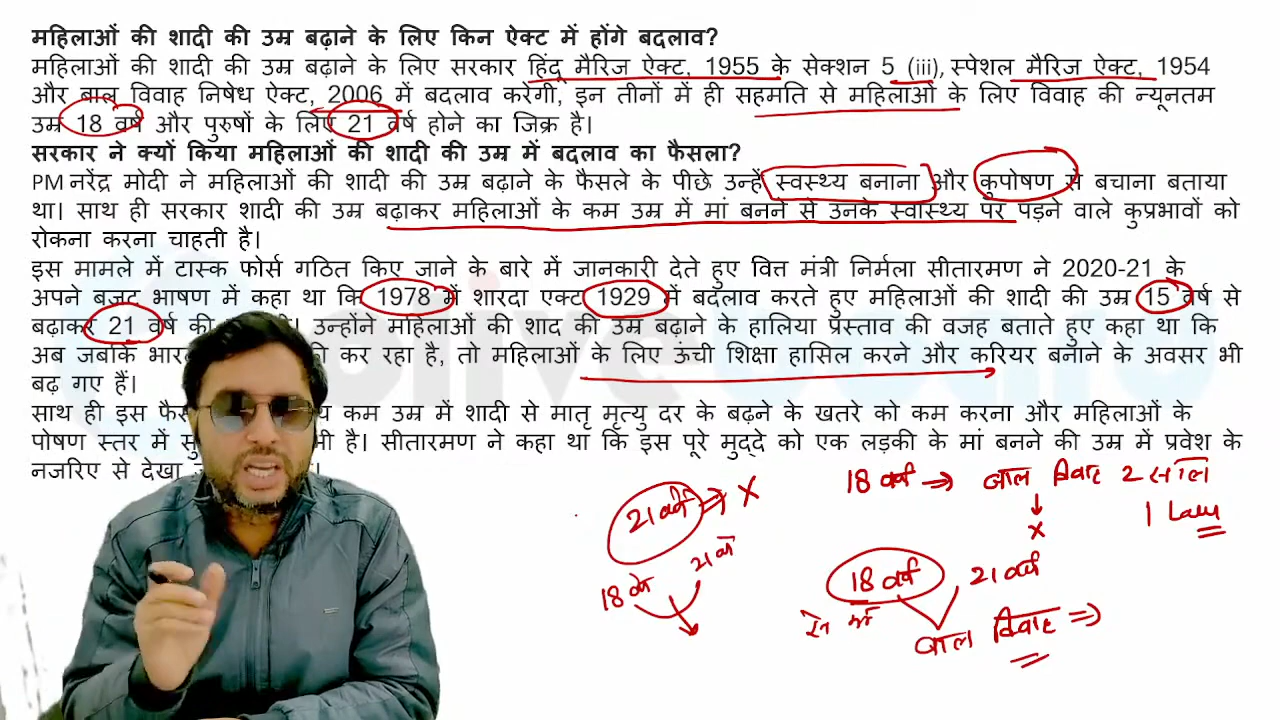 महिलाओं की शादी की उम्र बढ़ाने के लिए किन ऐक्ट में होंगे बदलाव?
महिलाओं की शादी की उम्र बढ़ाने के लिए सरकार हिंदू मैरिज ऐक्ट, 1955 के सेक्शन 5 (iii), स्पेशल मैरिज ऐक्ट, 1954
और बाल विवाह निषेध ऐक्ट, 2006 में बदलाव करेगी, इन तीनों में ही सहमति से महिलाओं के लिए विवाह की न्यूनतम
उम्र 18 वर्ष और पुरुषों के लिए 21 वर्ष होने का जिक्र है।
सरकार ने क्यों किया महिलाओं की शादी की उम्र में बदलाव का फैसला?
PM नरेंद्र मोदी ने महिलाओं की शादी की उम्र बढ़ाने के फैसले के पीछे उन्हें स्वस्थ्य बनाना और कुपोषण से बचाना बताया
था। साथ ही सरकार शादी की उम्र बढ़ाकर महिलाओं के कम उम्र में मां बनने से उनके स्वास्थ्य पर पड़ने वाले कुप्रभावों को
रोकना करना चाहती है।
इस मामले में टास्क फोर्स गठित किए जाने के बारे में जानकारी देते हुए वित्त मंत्री निर्मला सीतारमण ने 2020-21 के
अपने बजट भाषण में कहा था कि 1978 में शारदा एक्ट 1929 में बदलाव करते हुए महिलाओं की शादी की उम्र 15 वर्ष से
बढ़ाकर 21 वर्ष की उन्होंने महिलाओं की शाद की उम्र बढ़ाने के हालिया प्रस्ताव की वजह बताते हुए कहा था कि
अब जबकि कर रहा है, तो महिलाओं के लिए ऊंची शिक्षा हासिल करने और करियर बनाने के अवसर भी
बढ़ गए हैं।
साथ ही इस कम उम्र में शादी से मातृ मृत्यु दर के बढ़ने के खतरे को कम करना और महिलाओं के
पोषण स्तर में है। सीतारमण ने कहा था कि इस पूरे मुद्दे को एक लड़की के मां बनने की उम्र में प्रवेश के
नजरिए से देखा
18 वर्ष ⇒ बाल विवाह 2 साल
21 वर्ष ⇒ X
X
1 Law
18 वर्ष 21 वर्ष
18 21
बाल विवाह ⇒